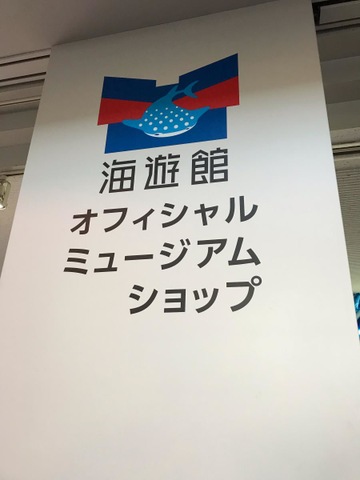 海遊館
オフィシャル
ミュージアム
ショップ